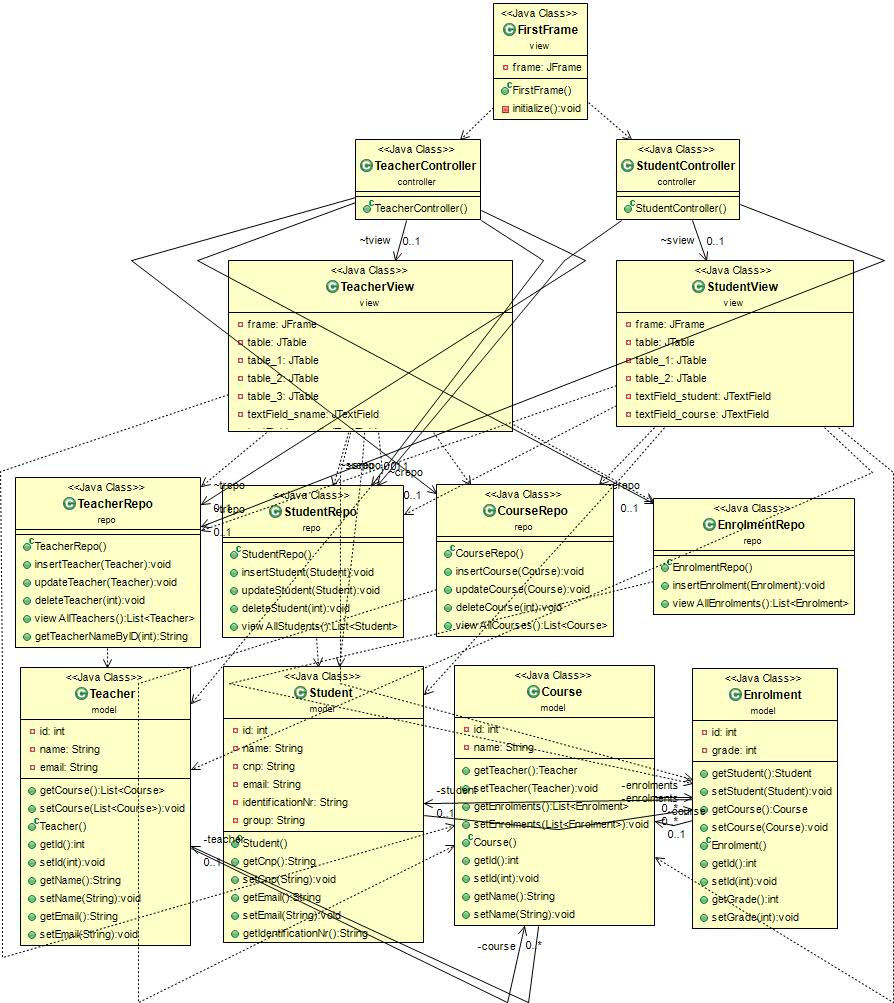 <<Java Class>>
FirstFrame
view
frame: JFrame
FirstFrame()
initialize():void
<<Java Class>>
TeacherController
controller
TeacherController()
<<Java Class>>
StudentController
controller
StudentController()
~tview
0..1
~sview
0..1
<<Java Class>>
TeacherView
view
frame: JFrame
table: JTable
table_1: JTable
table_2: JTable
table_3: JTable
textField_sname: JTextField
<<Java Class>>
StudentView
view
frame: JFrame
table: JTable
table_1: JTable
table_2: JTable
textField_student: JTextField
textField_course: JTextField
~trepo
0..1
~crepo
0..1
0..1
<<Java Class>>
TeacherRepo
repo
TeacherRepo()
insertTeacher(Teacher):void
updateTeacher(Teacher):void
deleteTeacher(int):void
viewAllTeachers():List<Teacher>
getTeacherNameByID(int):String
<<Java Class>>
StudentRepo
repo
StudentRepo()
insertStudent(Student):void
updateStudent(Student):void
deleteStudent(int):void
viewAllStudents():List<Student>
<<Java Class>>
CourseRepo
repo
CourseRepo()
insertCourse(Course):void
updateCourse(Course):void
deleteCourse(int):void
viewAllCourses():List<Course>
<<Java Class>>
EnrolmentRepo
repo
EnrolmentRepo()
insertEnrolment(Enrolment):void
viewAllEnrolments():List<Enrolment>
<<Java Class>>
Teacher
model
id: int
name: String
email: String
getCourse():List<Course>
setCourse(List<Course>):void
Teacher()
getId():int
setId(int):void
getName():String
setName(String):void
getEmail():String
setEmail(String):void
<<Java Class>>
Student
model
id: int
name: String
cnp: String
email: String
identificationNr: String
group: String
Student()
getCnp():String
setCnp(String):void
getEmail():String
setEmail(String):void
getIdentificationNr():String
<<Java Class>>
Course
model
id: int
name: String
getTeacher():Teacher
setTeacher(Teacher):void
getEnrolments():List<Enrolment>
setEnrolments(List<Enrolment>):void
Course()
getId():int
setId(int):void
getName():String
setName(String):void
<<Java Class>>
Enrolment
model
id: int
grade: int
getStudent():Student
setStudent(Student):void
getCourse():Course
setCourse(Course):void
Enrolment()
getId():int
setId(int):void
getGrade():int
setGrade(int):void
-student
0..1
-enrolments
-enrolments
0..*
-course
0..*
0..1
-teacher
0..1
-course
0..*